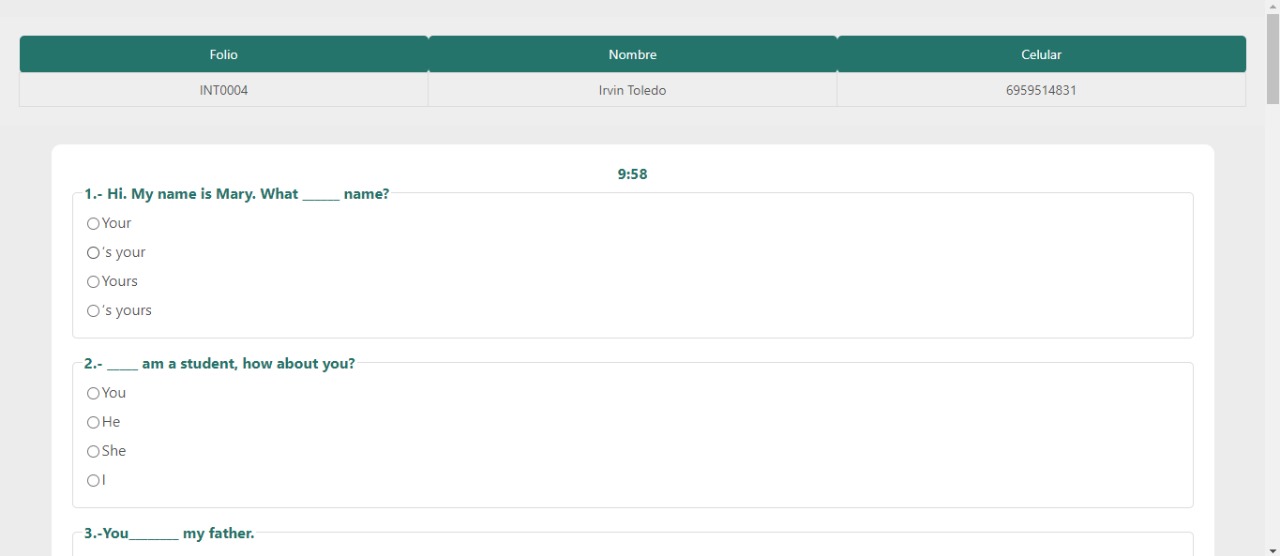 Folio Nombre Celular
INT0004 Irvin Toledo 6959514831
9:58
1.- Hi. My name is Mary. What _____ name?
Your
's your
Yours
's yours
2.- _____ am a student, how about you?
You
He
She
I
3.-You_______ my father.